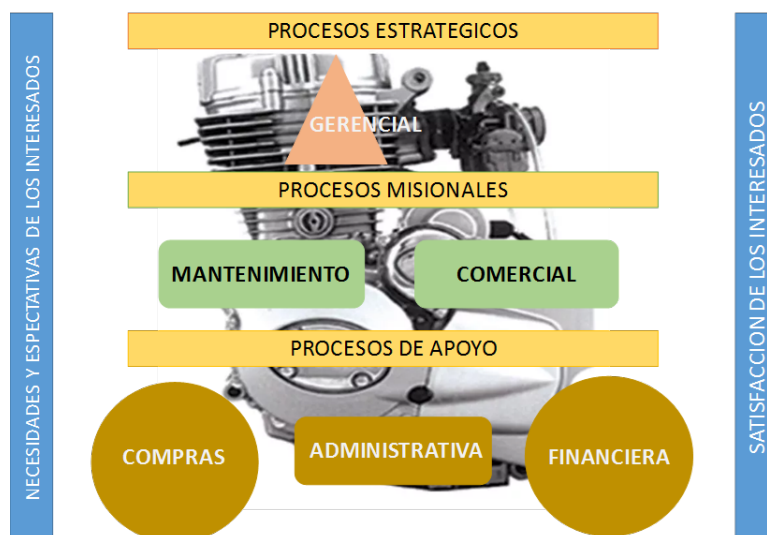 NECESIDADES Y ESPECTATIVAS DE LOS INTERESADOS
PROCESOS ESTRATEGICOS
GERENCIAL
PROCESOS MISIONALES
MANTENIMIENTO
COMERCIAL
PROCESOS DE APOYO
COMPRAS
ADMINISTRATIVA
FINANCIERA
SATISFACCION DE LOS INTERESADOS